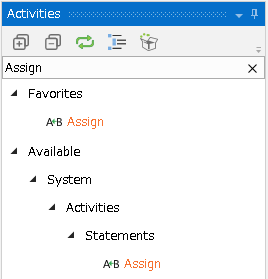 Activities
Assign
Favorites
A+B Assign
Available
System
Activities
Statements
A+B Assign